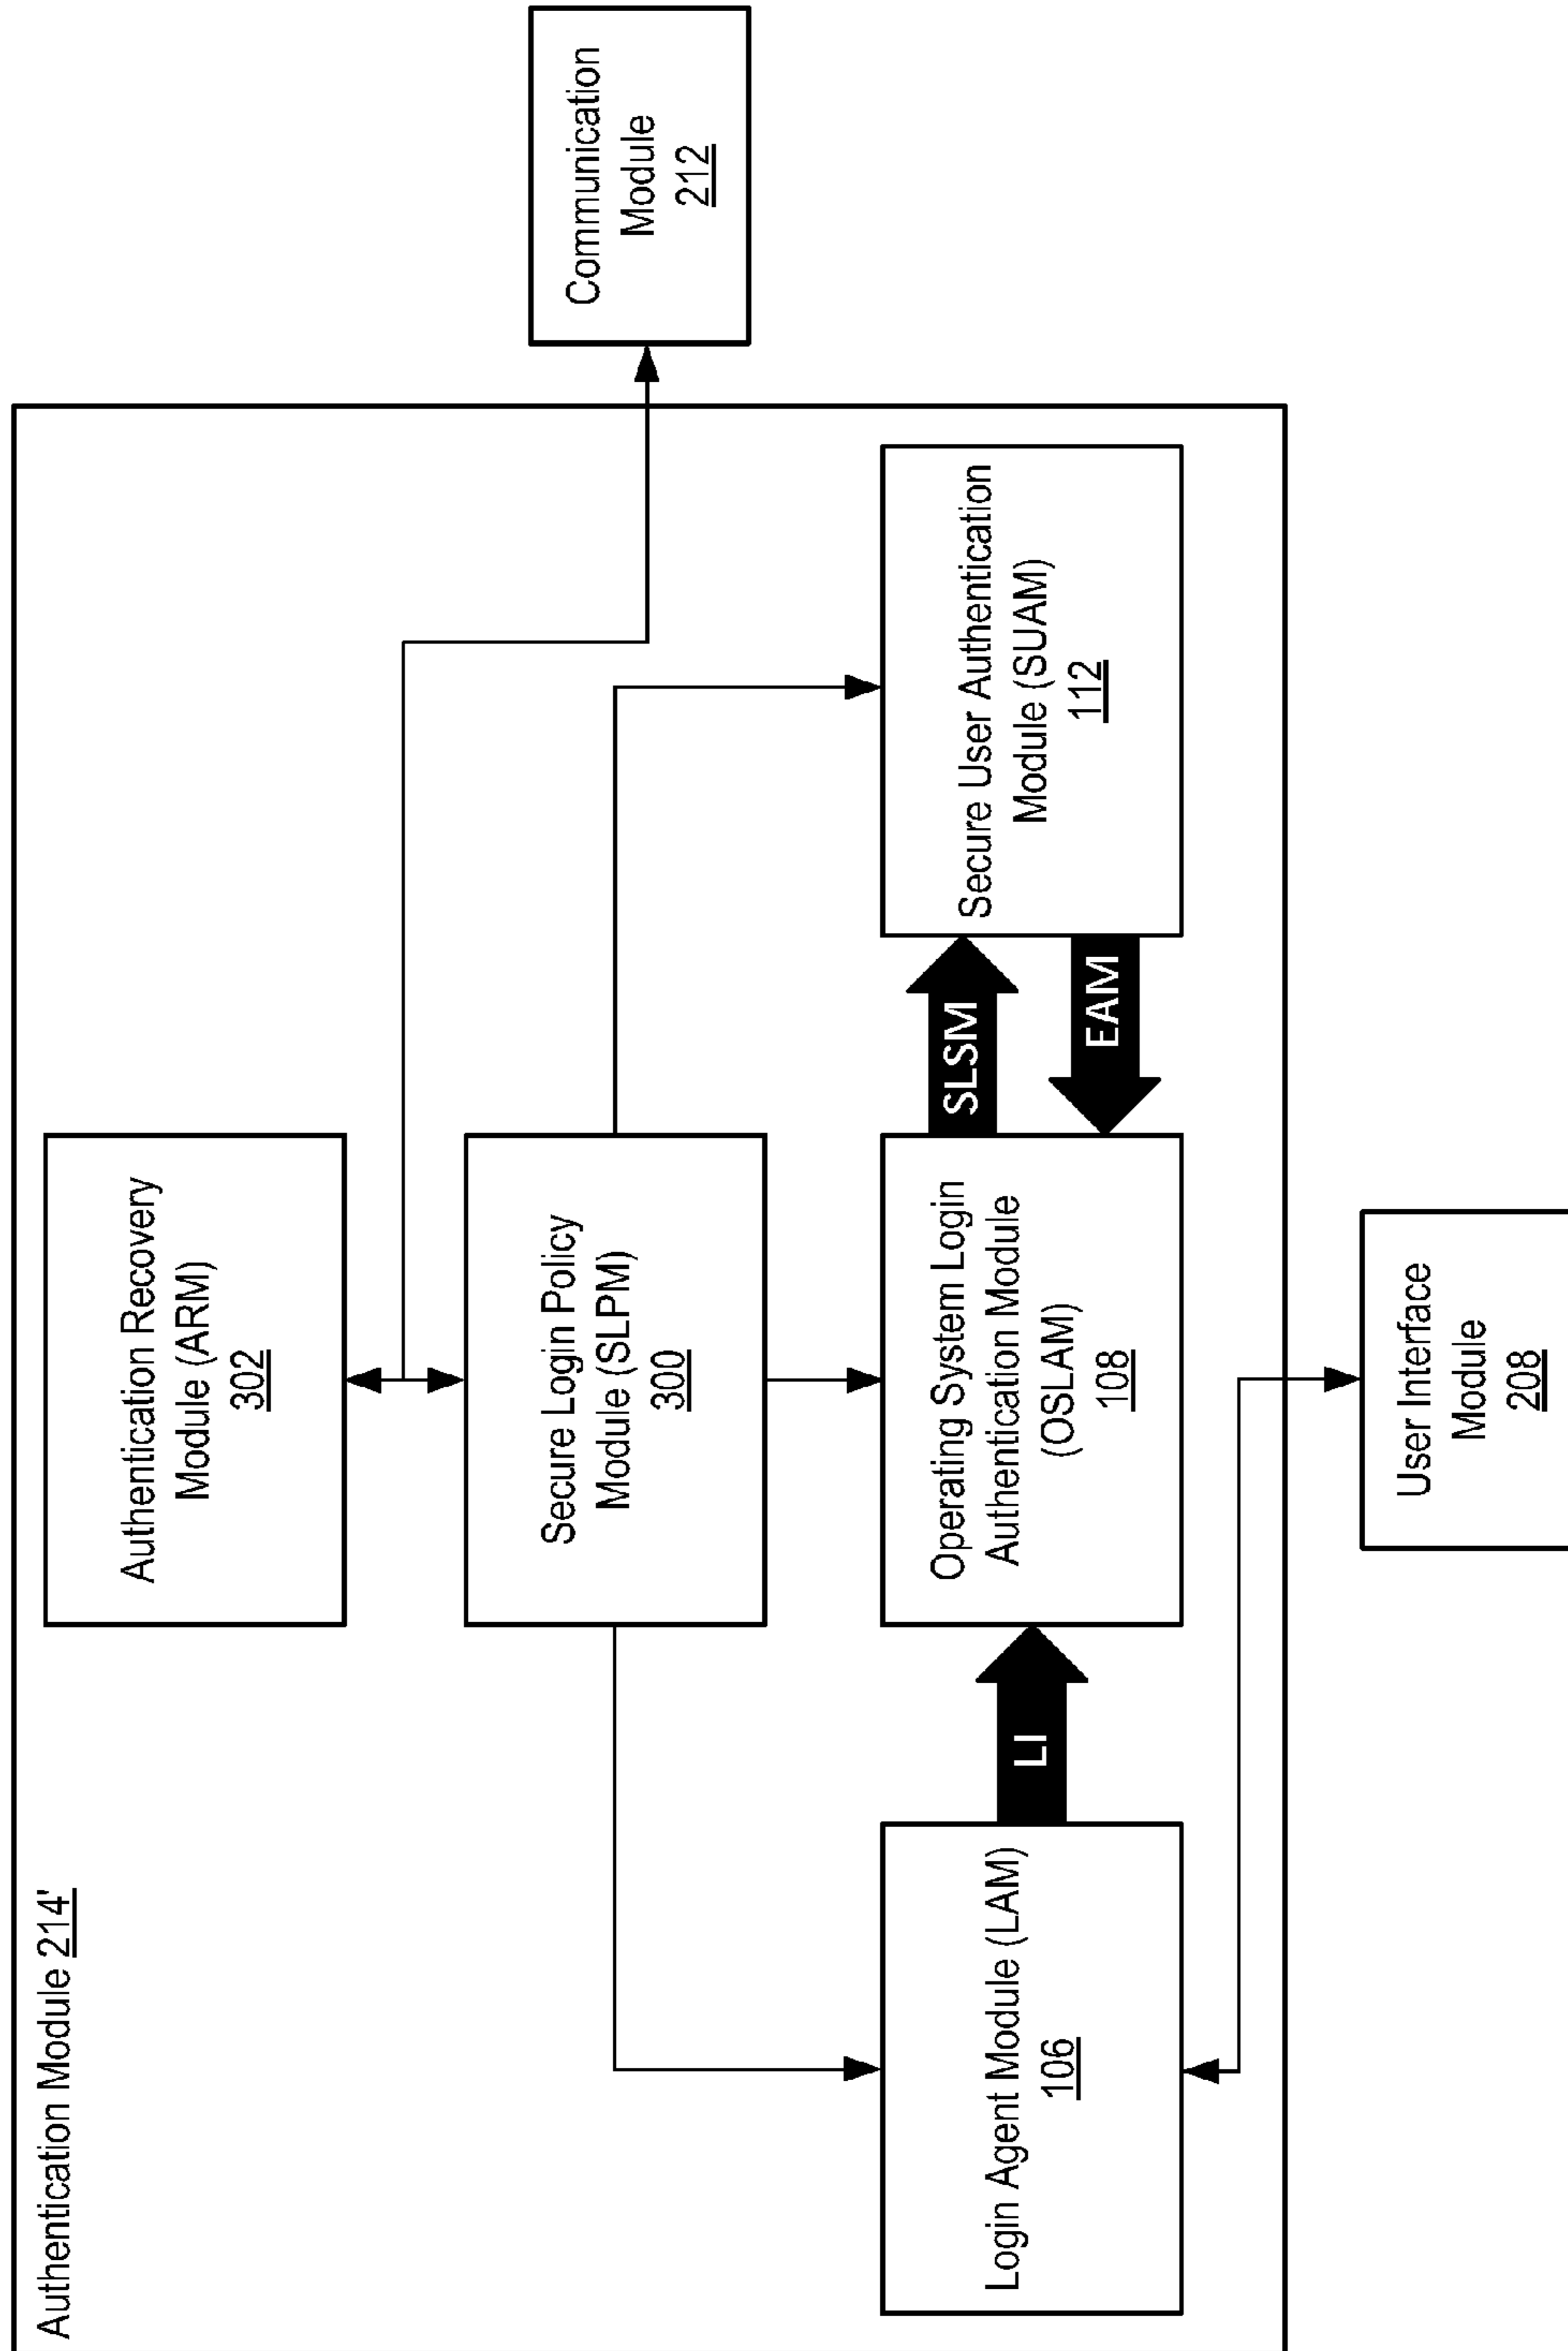 Authentication Module 214'
Authentication Recovery
Module (ARM)
302
Communication
Module
212
Secure Login Policy
Module (SLPM)
300
Login Agent Module (LAM)
106
LI
Operating System Login
Authentication Module
(OSLAM)
108
SLSM
EAM
Secure User Authentication
Module (SUAM)
112
User Interface
Module
208